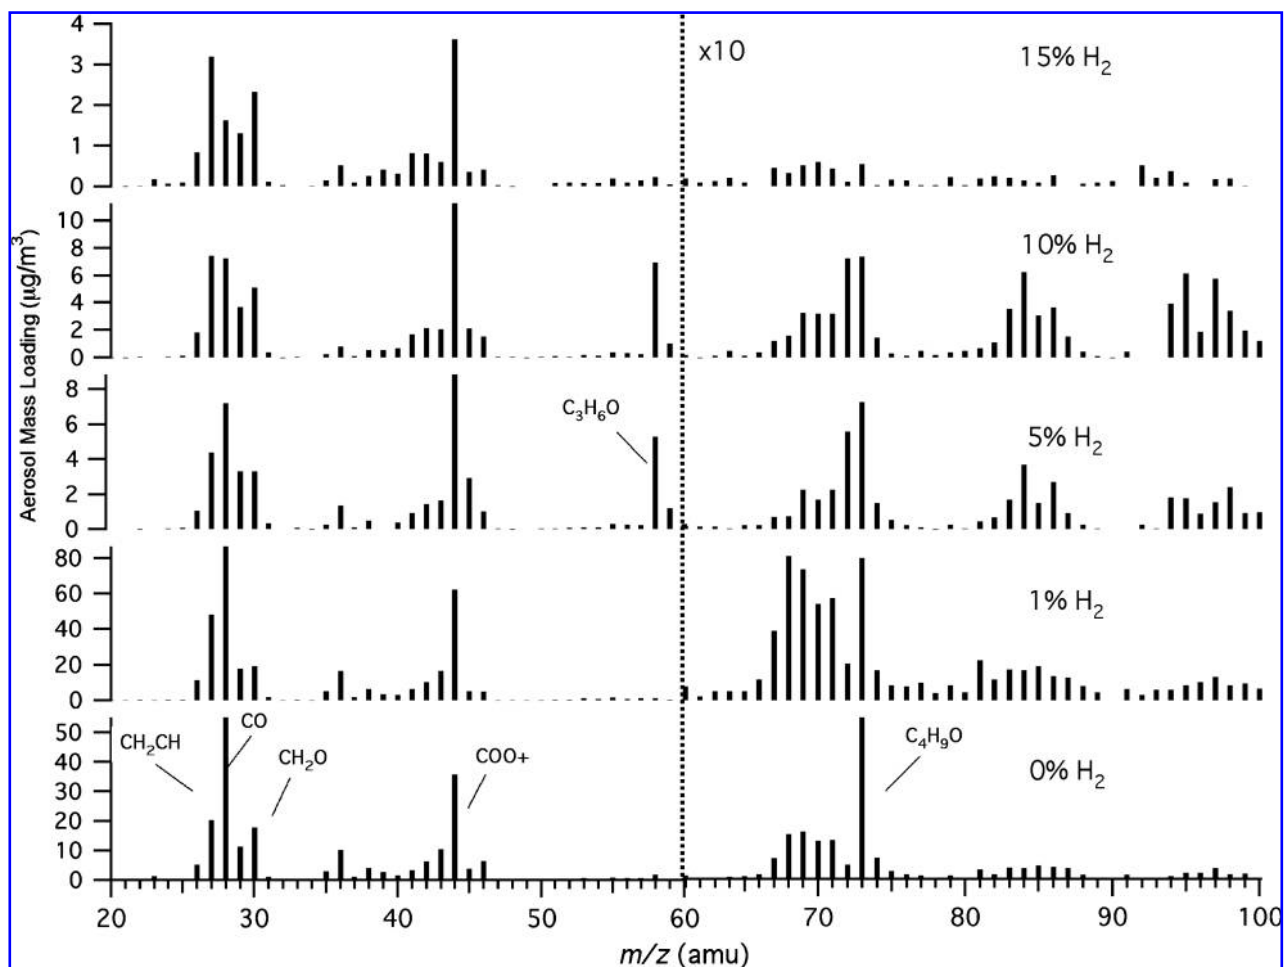 4
3
2
1
0
x10
15% H2
10
8
6
4
2
0
10% H2
8
6
4
2
0
C3H6O
5% H2
80
60
40
20
0
1% H2
50
40
30
20
10
0
CH2CH
CO
CH2O
COO+
C4H9O
0% H2
20 30 40 50 60 70 80 90 100
m/z (amu)
Aerosol Mass Loading (µg/m3)